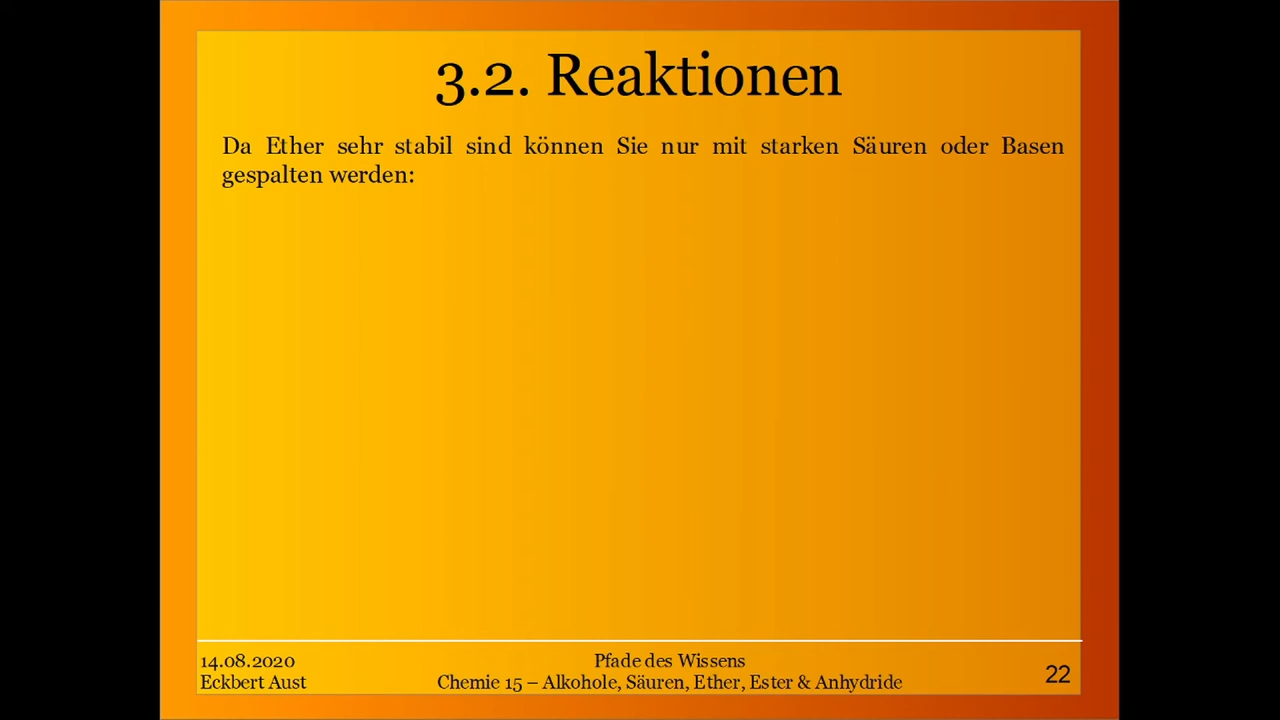 3.2. Reaktionen
Da Ether sehr stabil sind können Sie nur mit starken Säuren oder Basen
gespalten werden:
14.08.2020
Eckbert Aust
Pfade des Wissens
Chemie 15 – Alkohole, Säuren, Ether, Ester & Anhydride
22